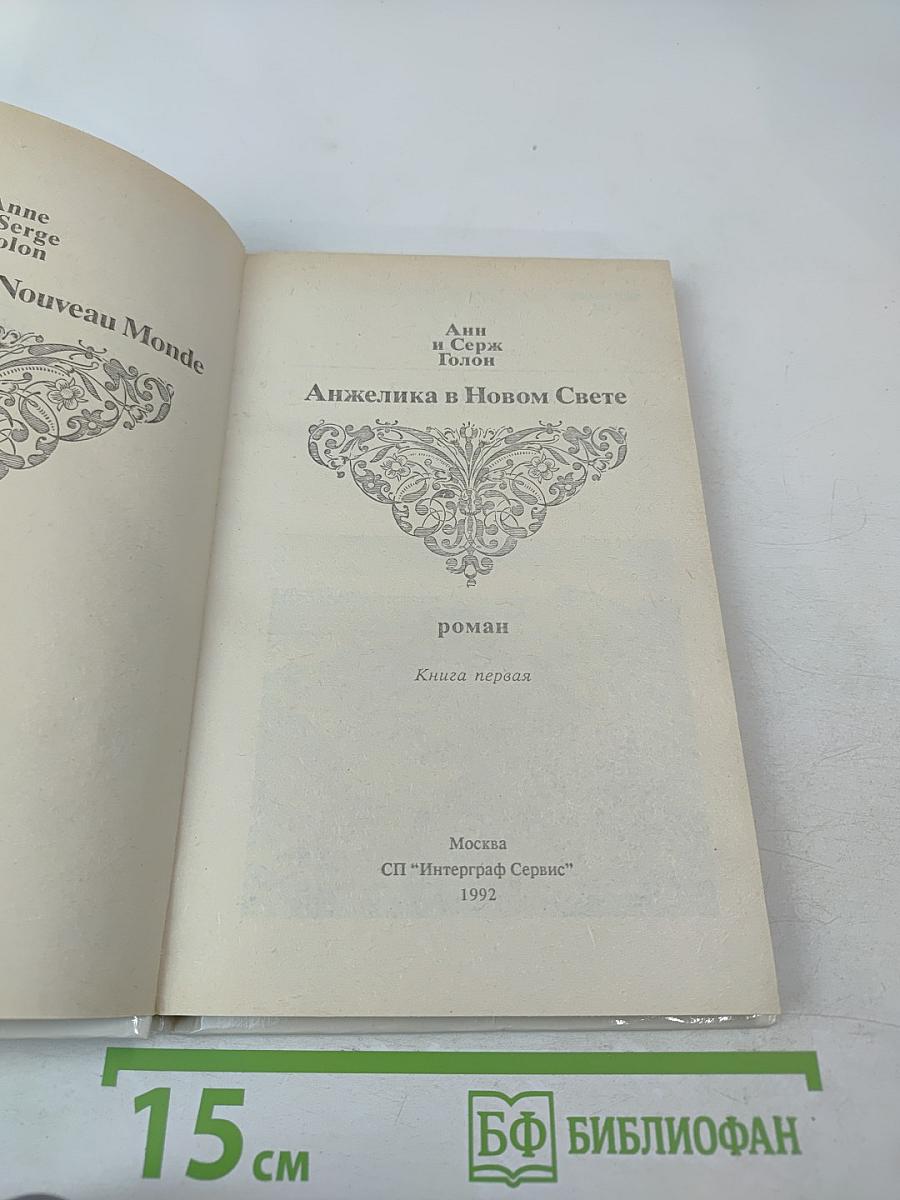 Anne
Serge
olon
Nouveau Monde
Анн
и Серж
Голон
Анжелика в Новом Свете
роман
Книга первая
Москва
СП "Интерграф Сервис"
1992
15 см
БФ БИБЛИОФАН